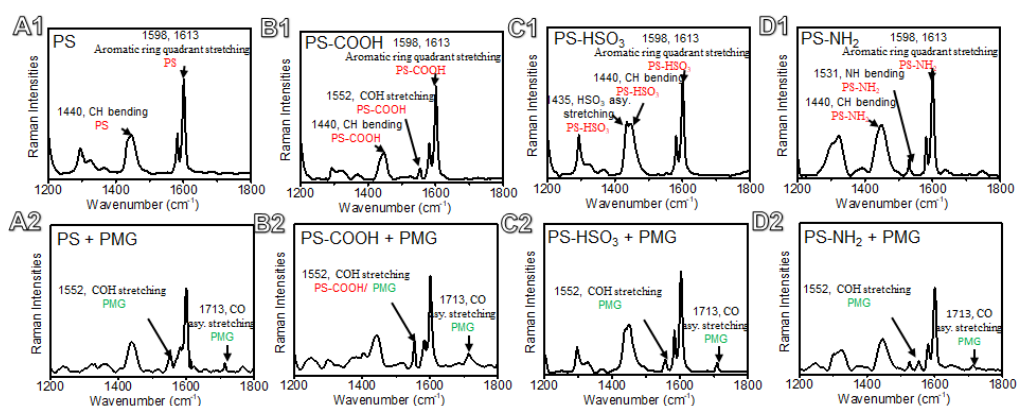 A1
PS
1598, 1613
Aromatic ring quadrant stretching
PS
1440, CH bending
PS
Raman Intensities
1200 1400 1600 1800
Wavenumber (cm-1)
B1
PS-COOH
1598, 1613
Aromatic ring quadrant stretching
PS-COOH
1552, COH stretching
PS-COOH
1440, CH bending
PS-COOH
Raman Intensities
1200 1400 1600 1800
Wavenumber (cm-1)
C1
PS-HSO3
1598, 1613
Aromatic ring quadrant stretching
PS-HSO3
1440, CH bending
PS-HSO3
1435, HSO3 asy.
stretching
PS-HSO3
Raman Intensities
1200 1400 1600 1800
Wavenumber (cm-1)
D1
PS-NH2
1598, 1613
Aromatic ring quadrant stretching
PS-NH2
1531, NH bending
PS-NH2
1440, CH bending
PS-NH2
Raman Intensities
1200 1400 1600 1800
Wavenumber (cm-1)
A2
PS + PMG
1552, COH stretching
PMG
1713, CO
asy. stretching
PMG
Raman Intensities
1200 1400 1600 1800
Wavenumber (cm-1)
B2
PS-COOH + PMG
1552, COH stretching
PS-COOH/ PMG
1713, CO
asy. stretching
PMG
Raman Intensities
1200 1400 1600 1800
Wavenumber (cm-1)
C2
PS-HSO3 + PMG
1552, COH stretching
PMG
1713, CO
asy. stretching
PMG
Raman Intensities
1200 1400 1600 1800
Wavenumber (cm-1)
D2
PS-NH2 + PMG
1552, COH stretching
PMG
1713, CO
asy. stretching
PMG
Raman Intensities
1200 1400 1600 1800
Wavenumber (cm-1)